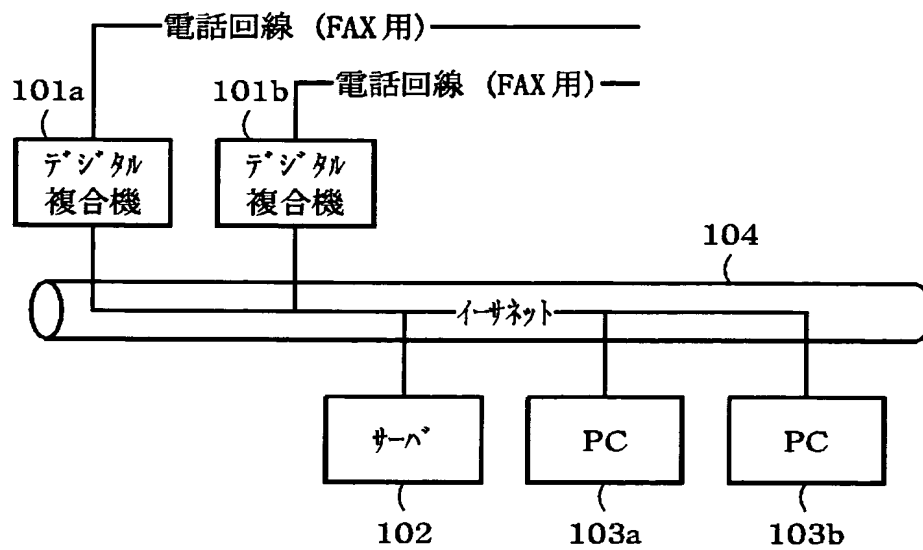 電話回線 (FAX用)
電話回線 (FAX用)
101a
101b
デジタル
複合機
デジタル
複合機
104
イーサネット
サーバ
PC
PC
102
103a
103b